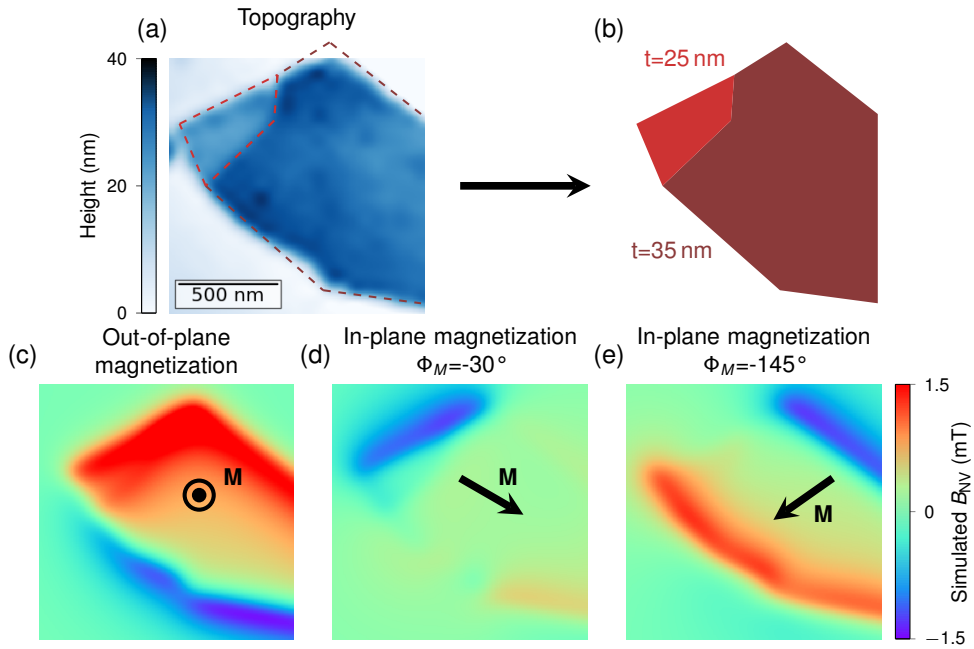 (a)
Topography
Height (nm)
40
20
0
500 nm
(b)
t=25 nm
t=35 nm
(c)
Out-of-plane
magnetization
M
(d)
In-plane magnetization
Φ_M=-30°
M
(e)
In-plane magnetization
Φ_M=-145°
M
1.5
0
−1.5
Simulated B_NV (mT)